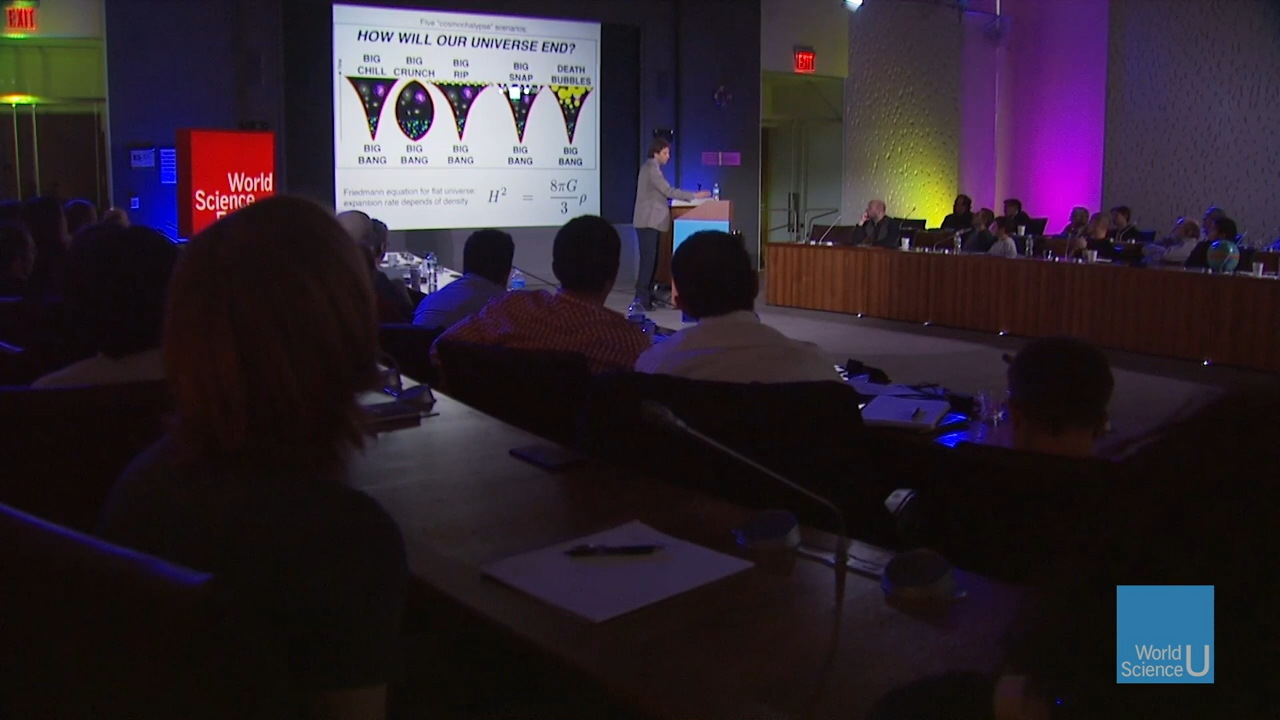 EXIT
Five "cosmochalypse" scenarios
HOW WILL OUR UNIVERSE END?
BIG CHILL
BIG CRUNCH
BIG RIP
BIG SNAP
DEATH BUBBLES
BIG BANG
BIG BANG
BIG BANG
BIG BANG
BIG BANG
Friedmann equation for flat universe:
expansion rate depends of density
H² = 8πG/3 ρ
World
Science
EXIT
World
Science U